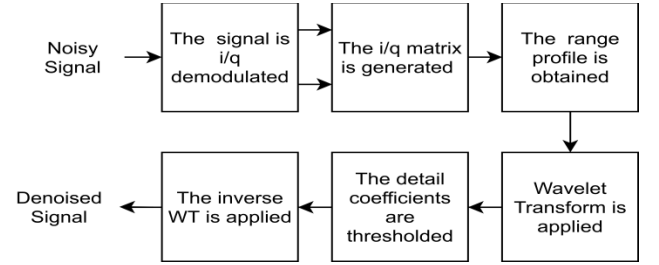 Noisy
Signal
The signal is
i/q
demodulated
The i/q matrix
is generated
The range
profile is
obtained
Wavelet
Transform is
applied
The detail
coefficients
are
thresholded
The inverse
WT is applied
Denoised
Signal